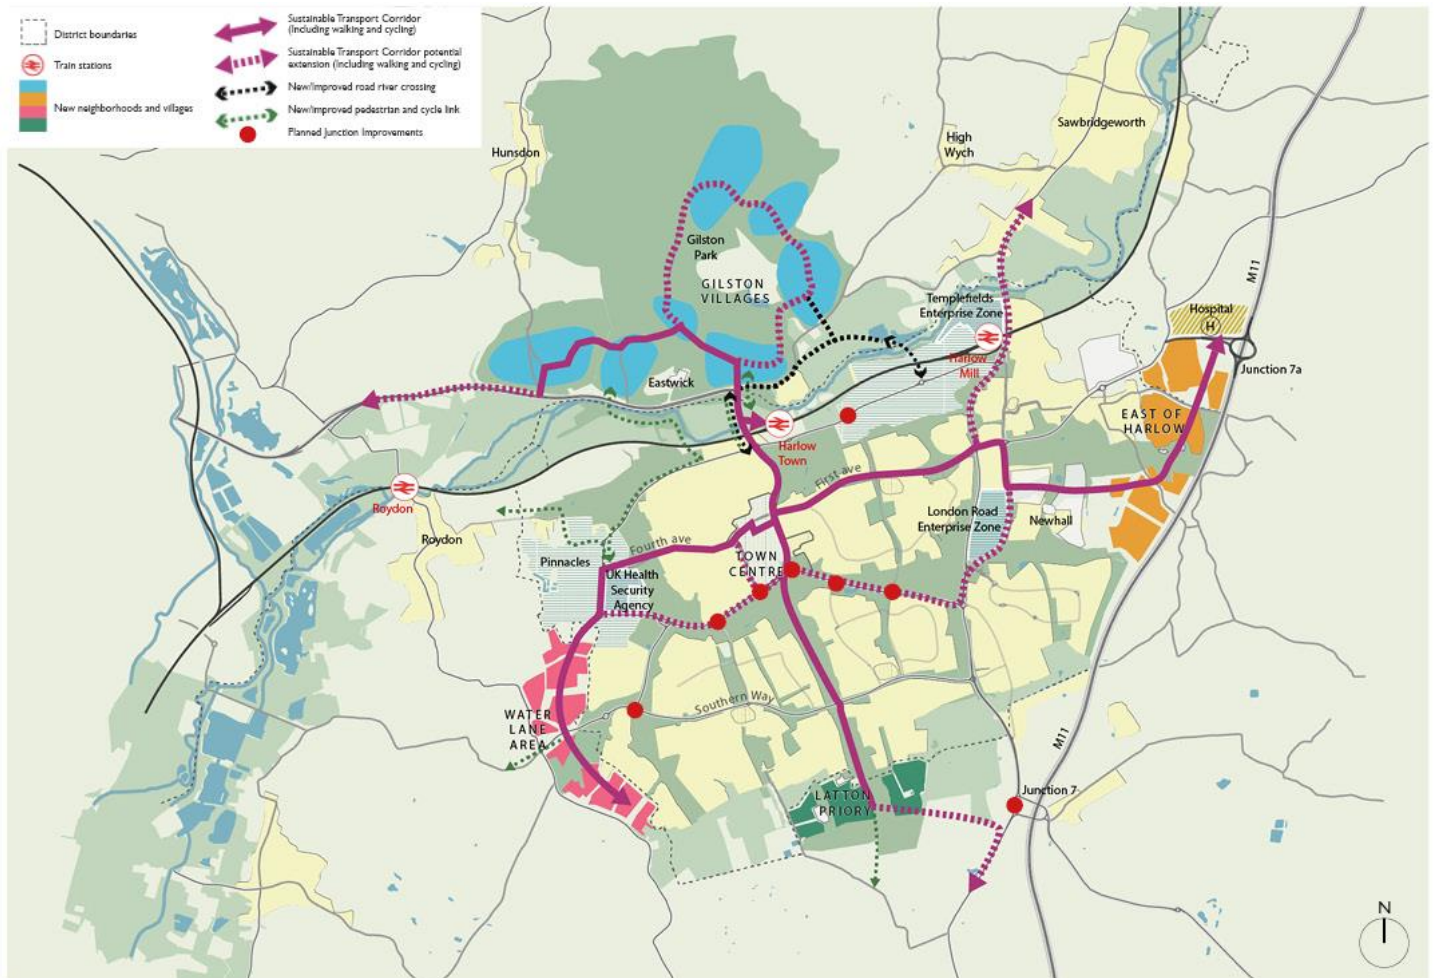 District boundaries
Train stations
New neighborhoods and villages
Sustainable Transport Corridor
(Including walking and cycling)
Sustainable Transport Corridor potential
extension (Including walking and cycling)
New/improved road river crossing
New/improved pedestrian and cycle link
Planned Junction Improvements
Hunsdon
High
Wych
Sawbridgeworth
Gilston
Park
GILSTON
VILLAGES
M11
Templefields
Enterprise Zone
Hospital
H
Harlow
Mill
Junction 7a
Eastwick
EAST OF
HARLOW
Harlow
Town
First ave
Roydon
Roydon
London Road
Enterprise Zone
Newhall
Fourth ave
TOWN
CENTRE
Pinnacles
UK Health
Security
Agency
Southern Way
WATER
LANE
AREA
M11
LATTON
PRIORY
Junction 7
N